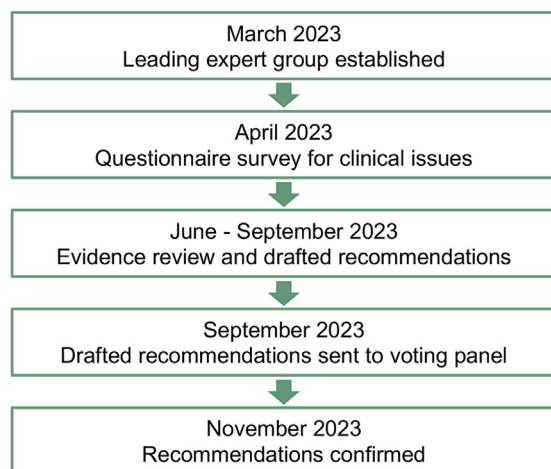 March 2023
Leading expert group established
April 2023
Questionnaire survey for clinical issues
June - September 2023
Evidence review and drafted recommendations
September 2023
Drafted recommendations sent to voting panel
November 2023
Recommendations confirmed